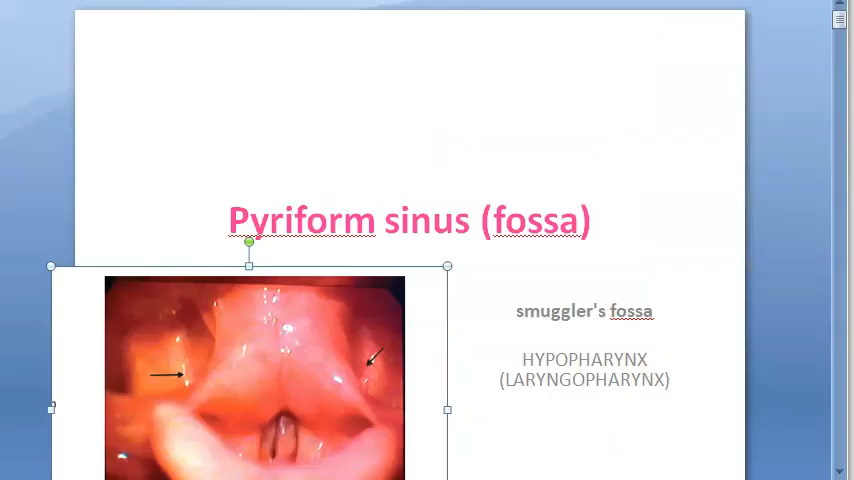 Pyriform sinus (fossa)
smuggler's fossa
HYPOPHARYNX
(LARYNGOPHARYNX)